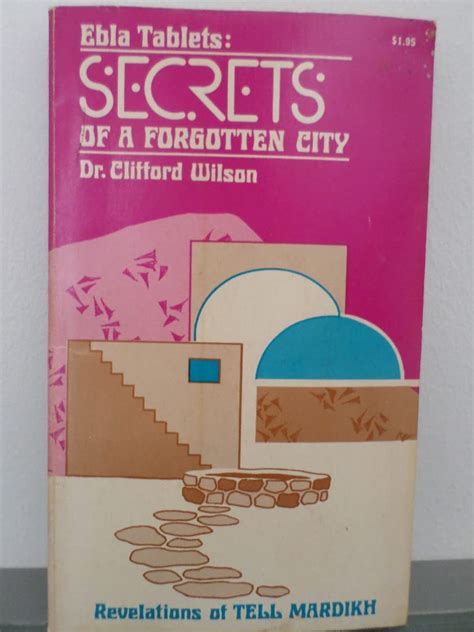 Ebla Tablets:
$1.95
SECRETS
OF A FORGOTTEN CITY
Dr. Clifford Wilson
Revelations of TELL MARDIKH